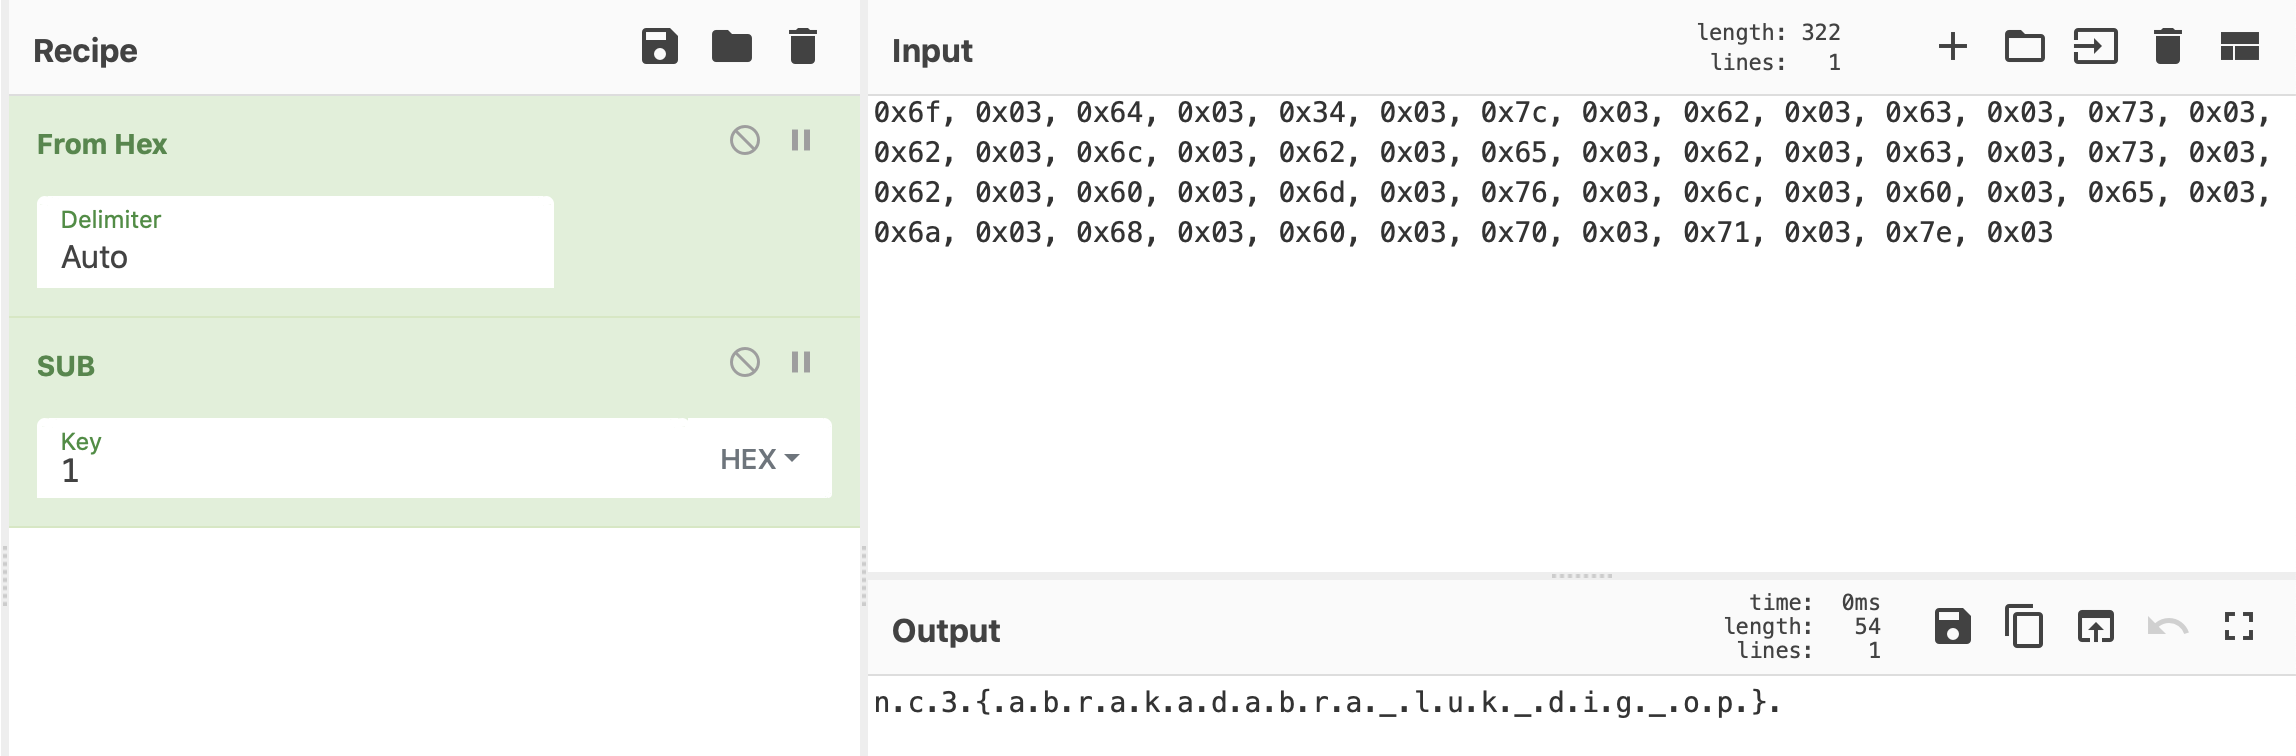 Recipe
From Hex
Delimiter
Auto
SUB
Key
1
HEX
Input
length: 322
lines: 1
0x6f, 0x03, 0x64, 0x03, 0x34, 0x03, 0x7c, 0x03, 0x62, 0x03, 0x63, 0x03, 0x73, 0x03,
0x62, 0x03, 0x6c, 0x03, 0x62, 0x03, 0x65, 0x03, 0x62, 0x03, 0x63, 0x03, 0x73, 0x03,
0x62, 0x03, 0x60, 0x03, 0x6d, 0x03, 0x76, 0x03, 0x6c, 0x03, 0x60, 0x03, 0x65, 0x03,
0x6a, 0x03, 0x68, 0x03, 0x60, 0x03, 0x70, 0x03, 0x71, 0x03, 0x7e, 0x03
Output
time: 0ms
length: 54
lines: 1
n.c.3.{.a.b.r.a.k.a.d.a.b.r.a._.l.u.k._.d.i.g._.o.p.}.